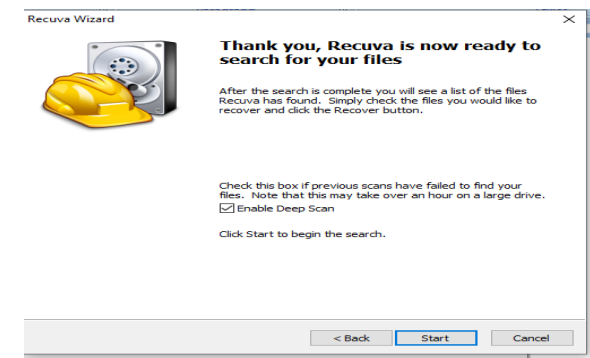 Recuva Wizard
Thank you, Recuva is now ready to
search for your files
After the search is complete you will see a list of the files
Recuva has found. Simply check the files you would like to
recover and click the Recover button.
Check this box if previous scans have failed to find your
files. Note that this may take over an hour on a large drive.
Enable Deep Scan
Click Start to begin the search.
< Back Start Cancel